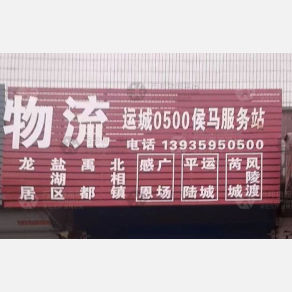 物流
运城0500侯马服务站
电话 13935950500
龙居
盐湖区
禹都
北相镇
感恩
广场
平陆
运城
芮城
风陵渡